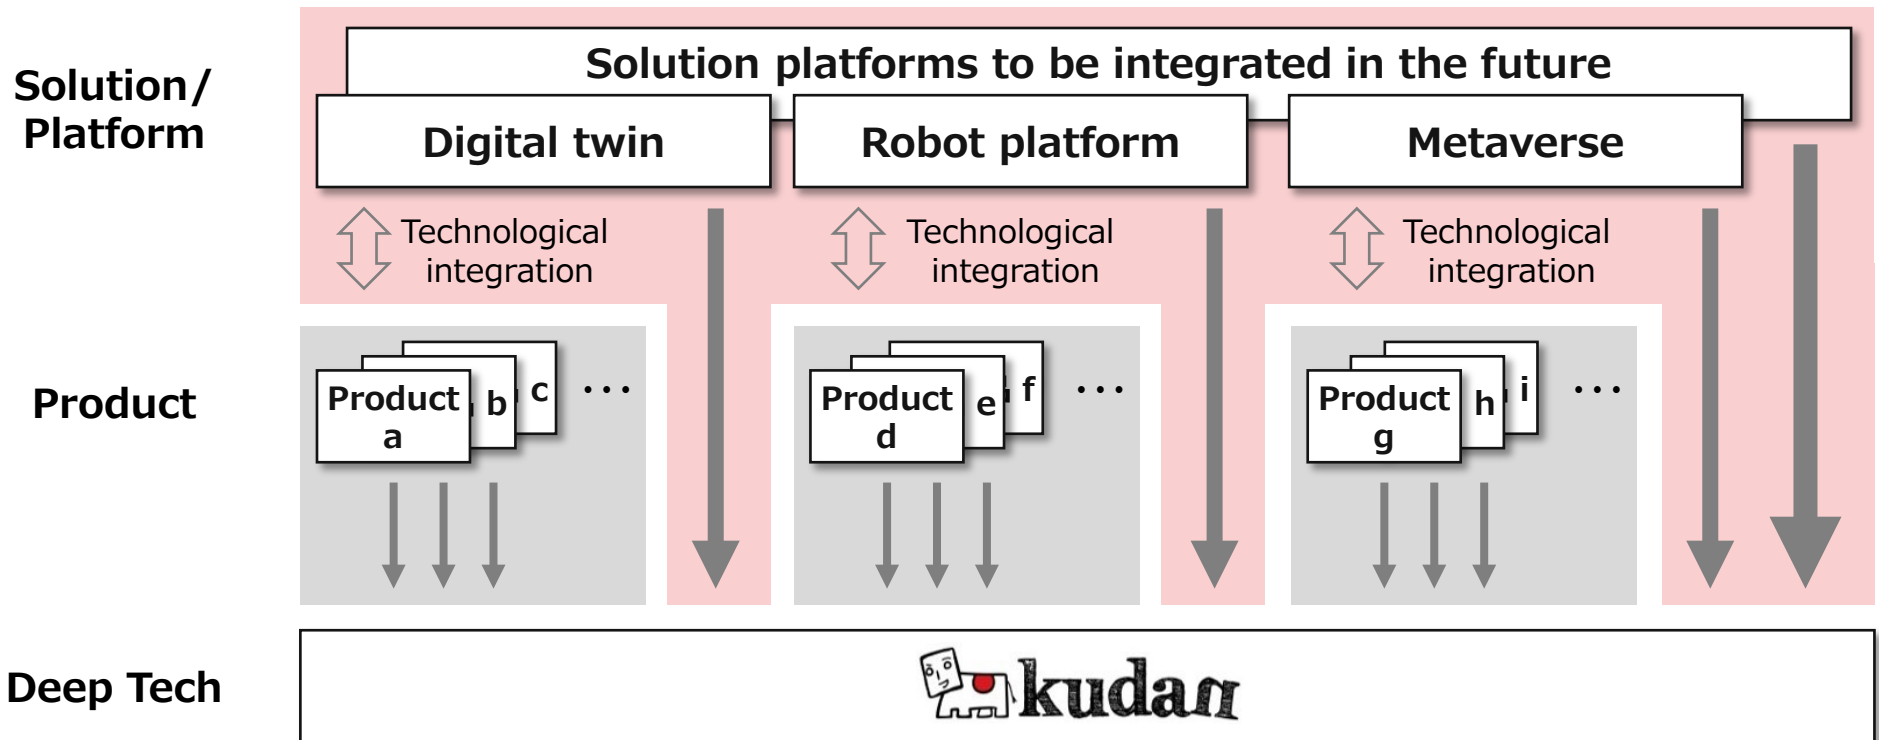 Solution/
Platform
Solution platforms to be integrated in the future
Digital twin
Robot platform
Metaverse
Technological
integration
Technological
integration
Technological
integration
Product
Product
a
b
c
...
Product
d
e
f
...
Product
g
h
i
...
Deep Tech
kudan